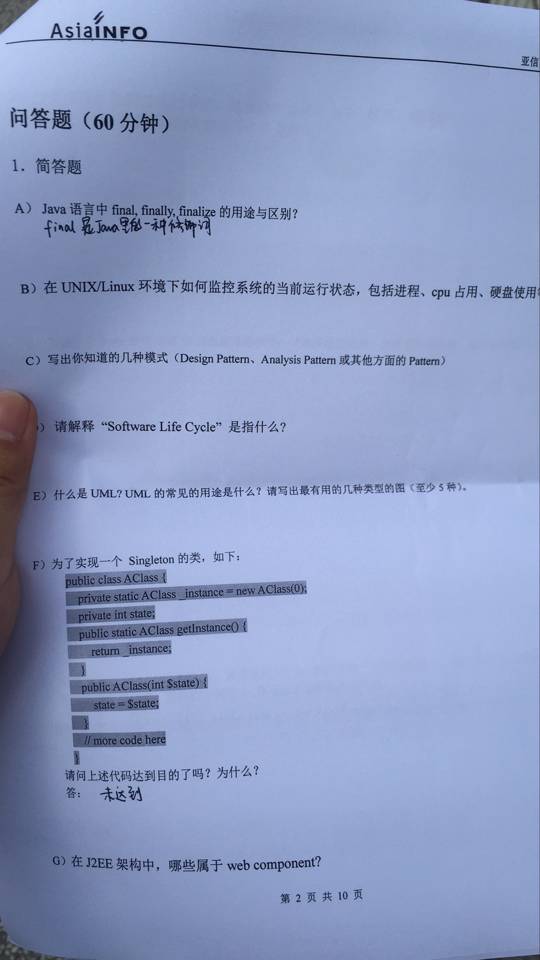 AsiaINFO
亚信
问答题（60 分钟）
1．简答题
A） Java 语言中 final, finally, finalize 的用途与区别？
final 是Java里的一种修饰词
B）在 UNIX/Linux 环境下如何监控系统的当前运行状态，包括进程、cpu 占用、硬盘使用
C）写出你知道的几种模式（Design Pattern、Analysis Pattern 或其他方面的 Pattern）
）请解释 “Software Life Cycle” 是指什么？
E）什么是 UML? UML 的常见的用途是什么？请写出最有用的几种类型的图（至少 5 种）。
F）为了实现一个 Singleton 的类，如下：
public class AClass {
private static AClass _instance = new AClass(0);
private int state;
public static AClass getInstance() {
return _instance;
}
public AClass(int $state) {
state = $state;
}
// more code here
}
请问上述代码达到目的了吗？为什么？
答： 未达到
G）在 J2EE 架构中，哪些属于 web component?
第 2 页 共 10 页